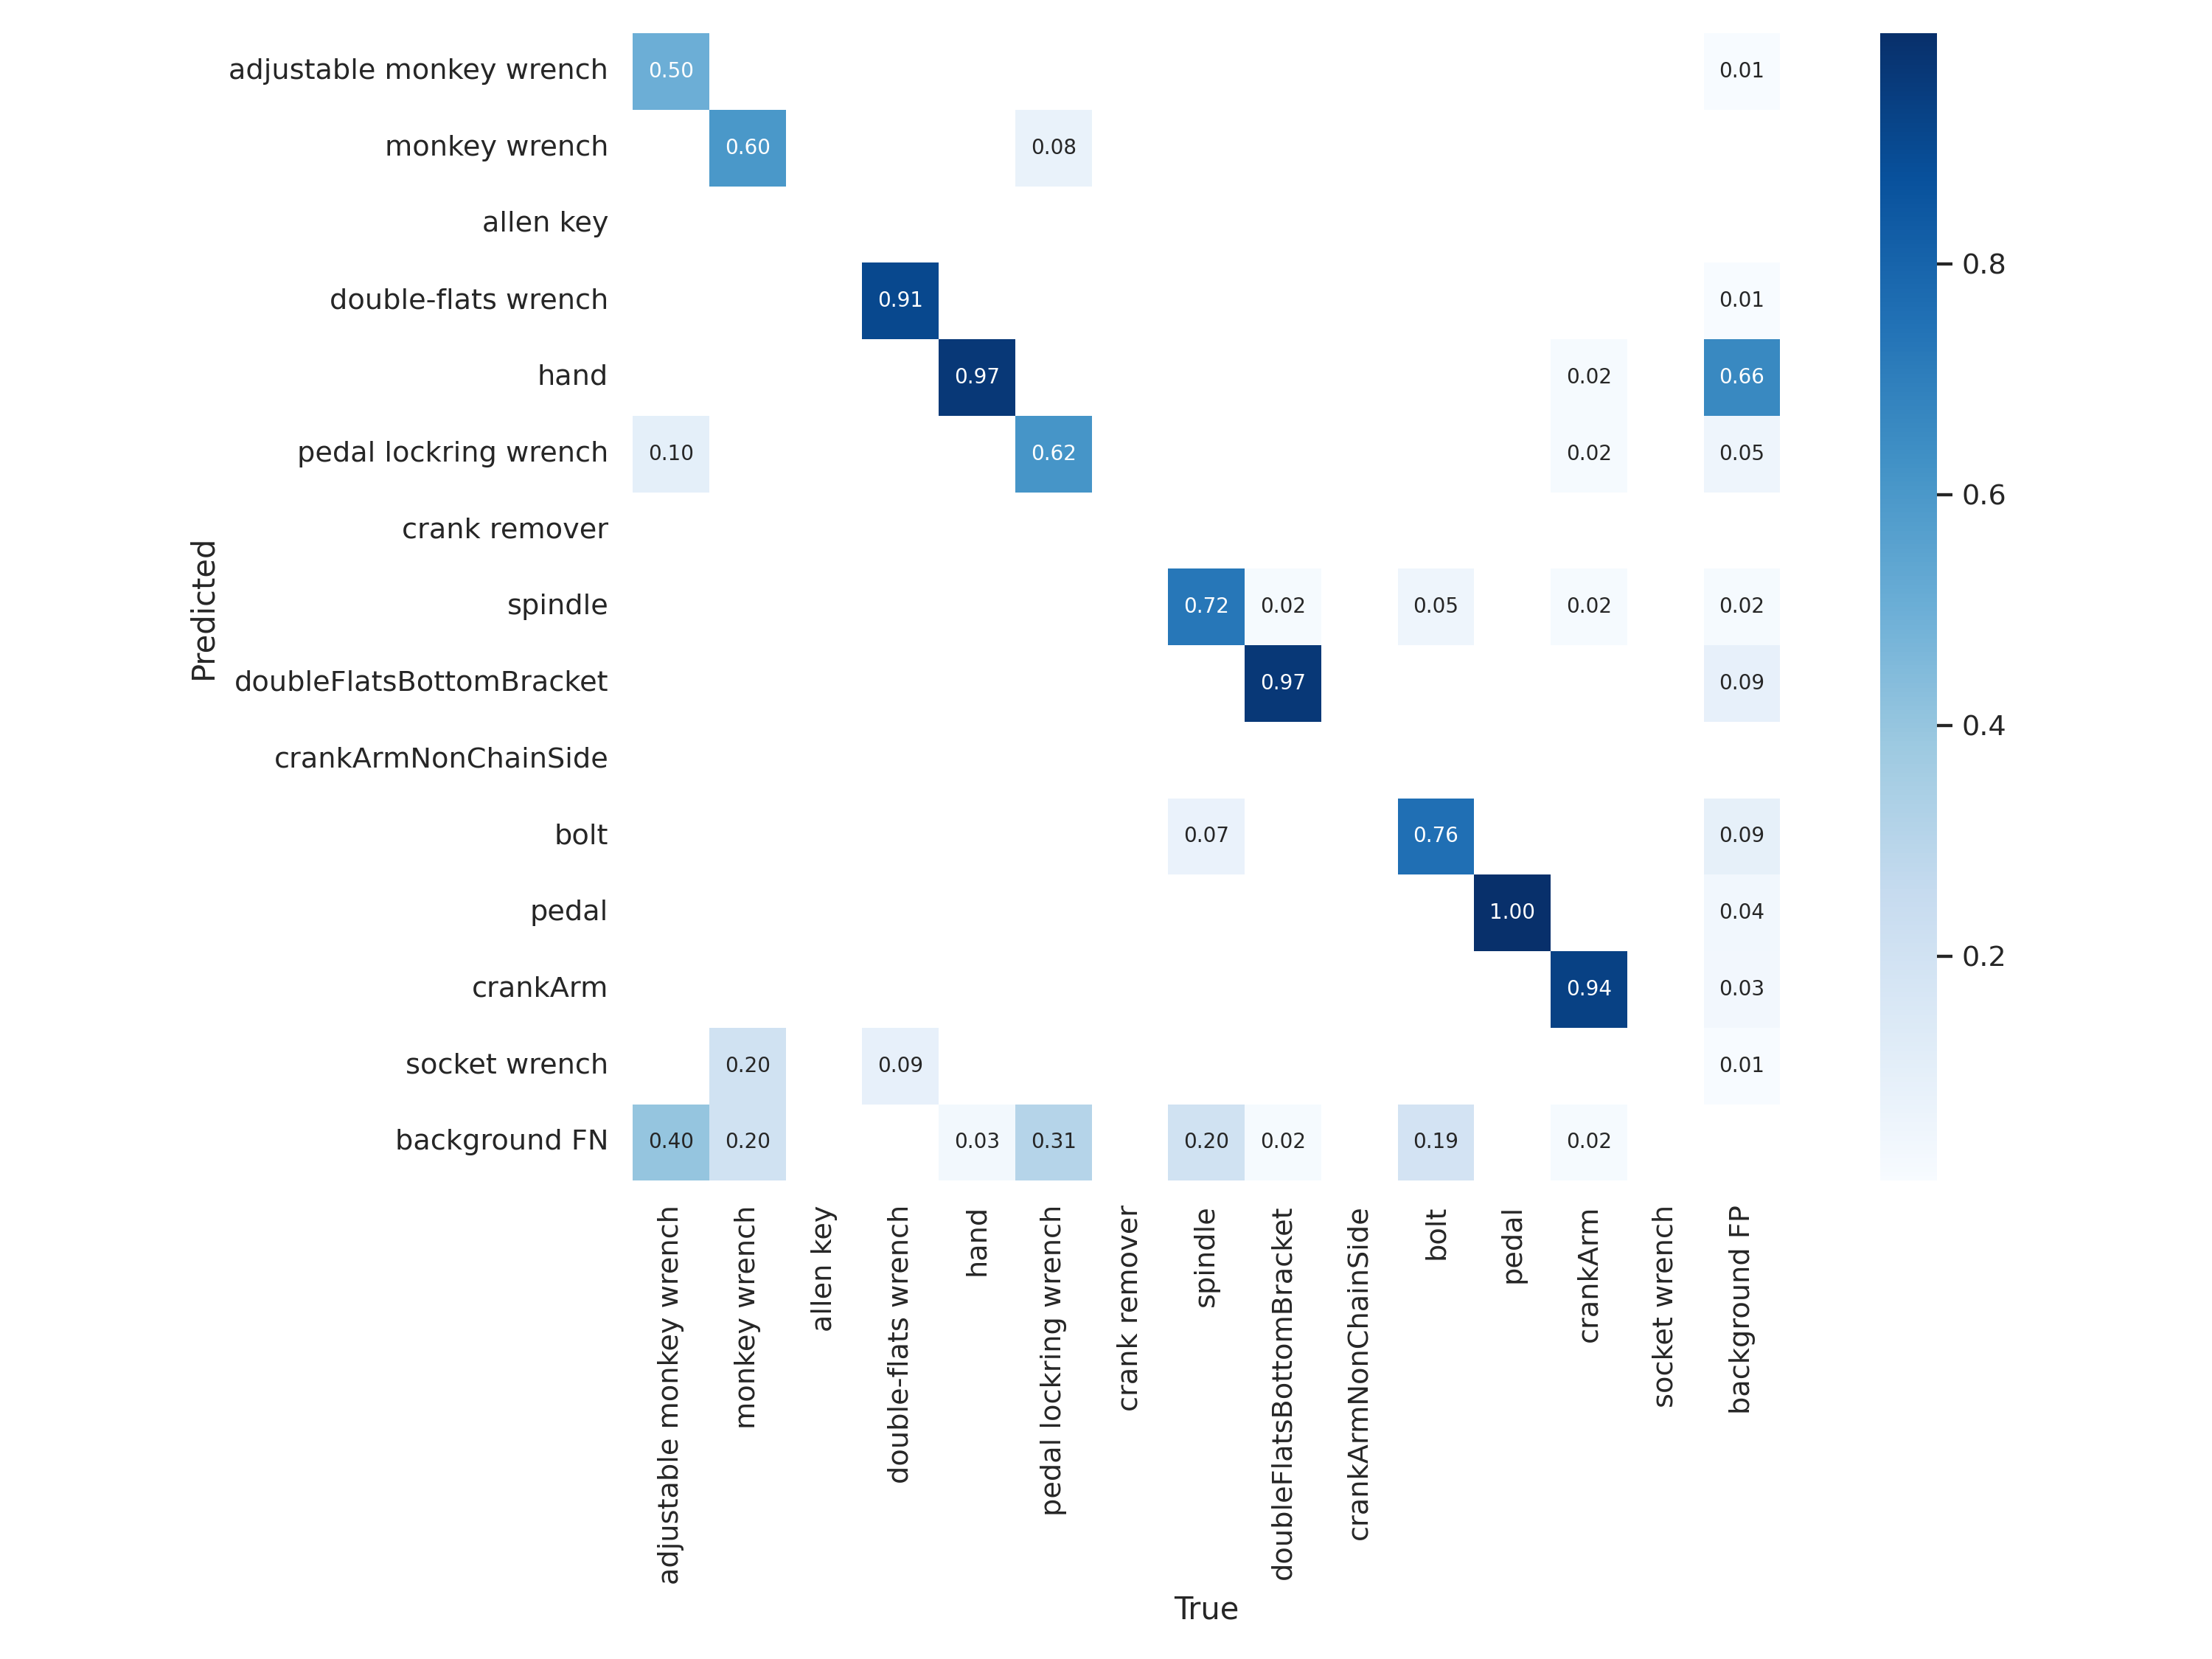 adjustable monkey wrench 0.50 0.01
monkey wrench 0.60 0.08
allen key
double-flats wrench 0.91 0.01
hand 0.97 0.02 0.66
pedal lockring wrench 0.10 0.62 0.02 0.05
crank remover
spindle 0.72 0.02 0.05 0.02 0.02
doubleFlatsBottomBracket 0.97 0.09
crankArmNonChainSide
bolt 0.07 0.76 0.09
pedal 1.00 0.04
crankArm 0.94 0.03
socket wrench 0.20 0.09 0.01
background FN 0.40 0.20 0.03 0.31 0.20 0.02 0.19 0.02
Predicted
adjustable monkey wrench
monkey wrench
allen key
double-flats wrench
hand
pedal lockring wrench
crank remover
spindle
doubleFlatsBottomBracket
crankArmNonChainSide
bolt
pedal
crankArm
socket wrench
background FP
True
0.8
0.6
0.4
0.2